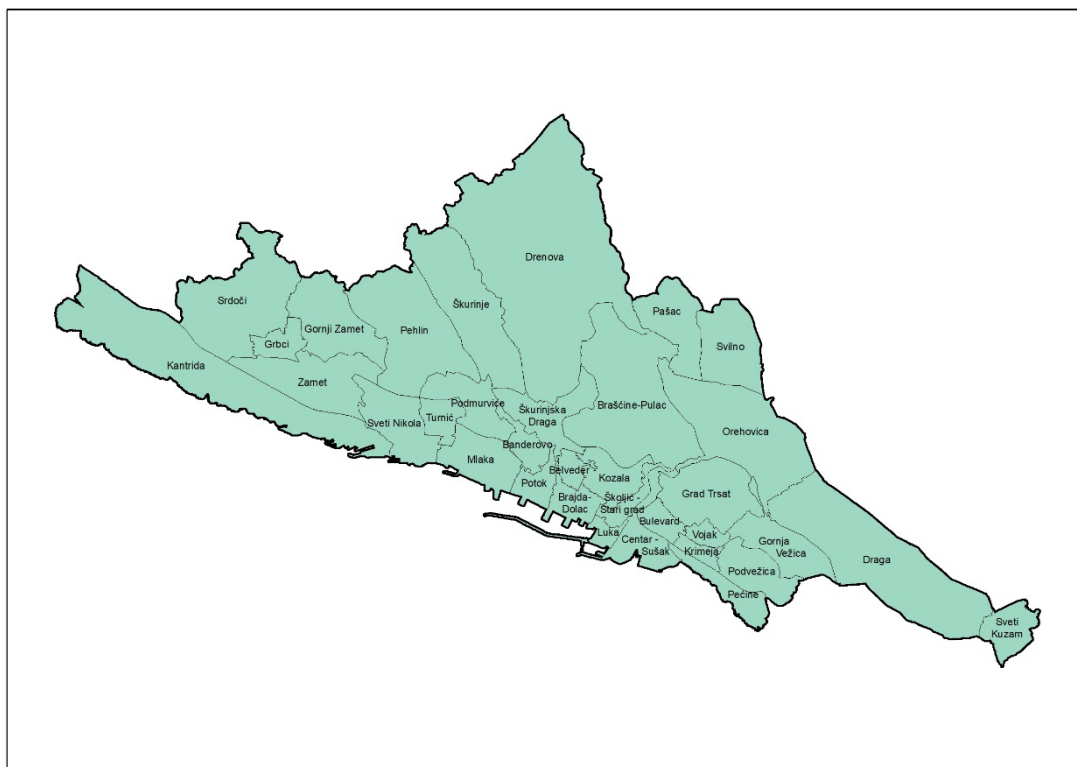 Drenova
Srdoči
Škurinje
Pašac
Gornji Zamet
Pehlin
Grbci
Svilno
Kantrida
Zamet
Podmurvice
Brašćine-Pulac
Škurinjska
Draga
Sveti Nikola
Turnić
Orehovica
Banderovo
Mlaka
Belveder
Kozala
Potok
Grad Trsat
Brajda-
Dolac
Školjić -
Stari grad
Bulevard
Luka
Centar -
Sušak
Vojak
Krimeja
Gornja
Vežica
Draga
Podvežica
Pećine
Sveti
Kuzam